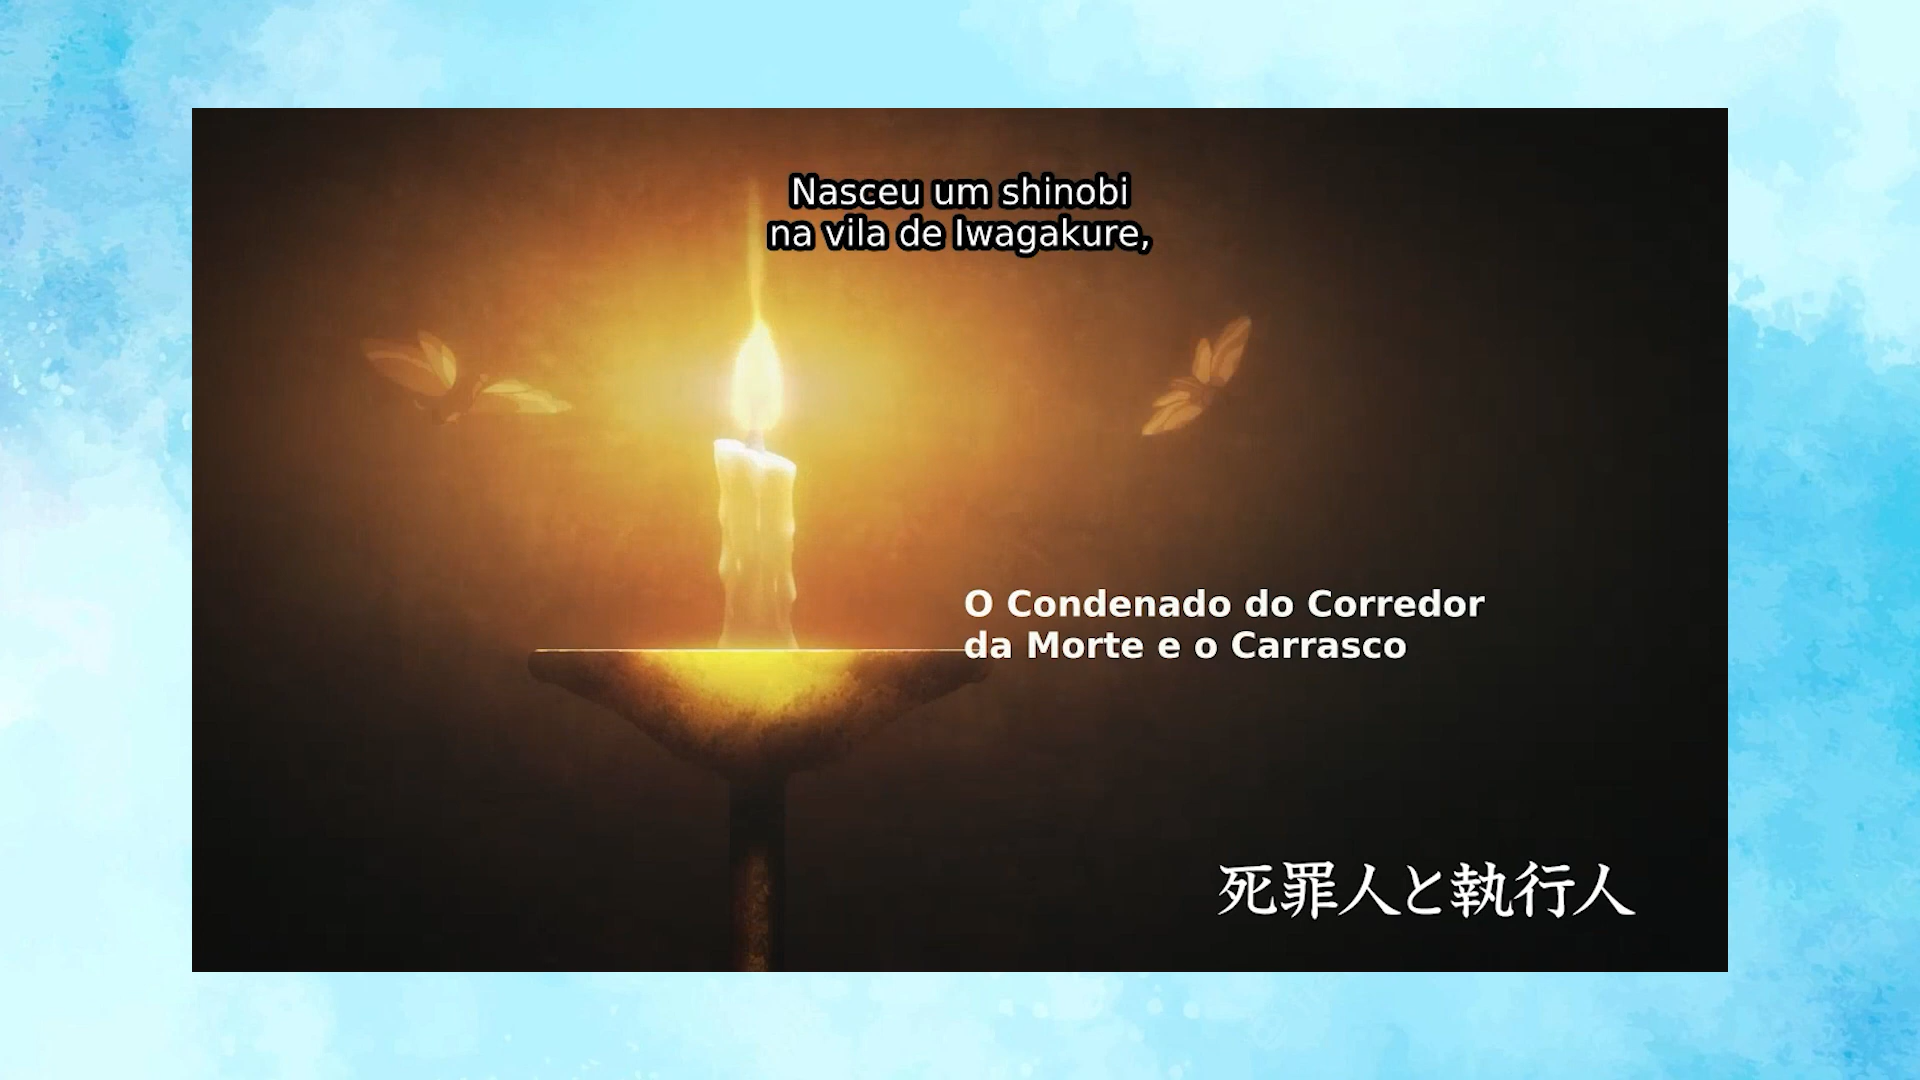 Nasceu um shinobi
na vila de Iwagakure,
O Condenado do Corredor
da Morte e o Carrasco
死罪人と執行人